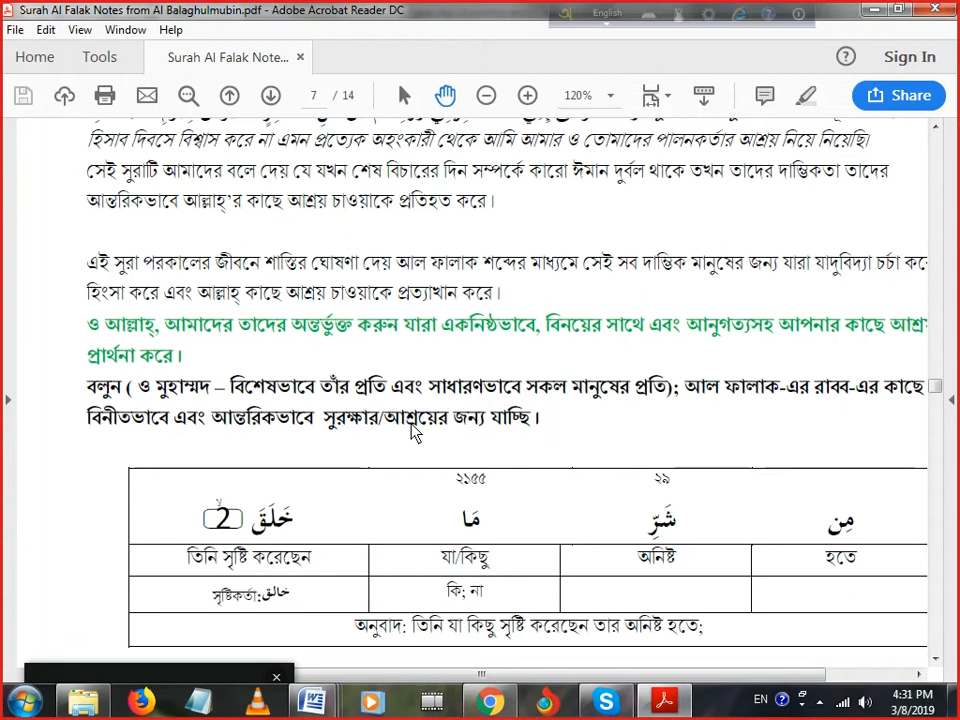 Surah Al Falak Notes from Al Balaghulmubin.pdf - Adobe Acrobat Reader DC
English
File Edit View Window Help
Home Tools Surah Al Falak Note... × Sign In
7 / 14 120% Share
হিসাব দিবসে বিশ্বাস করে না এমন প্রত্যেক অহংকারী থেকে আমি আমার ও তোমাদের পালনকর্তার আশ্রয় নিয়ে নিয়েছি)
সেই সুরাটি আমাদের বলে দেয় যে যখন শেষ বিচারের দিন সম্পর্কে কারো ঈমান দুর্বল থাকে তখন তাদের দাম্ভিকতা তাদের
আন্তরিকভাবে আল্লাহ্'র কাছে আশ্রয় চাওয়াকে প্রতিহত করে।
এই সুরা পরকালের জীবনে শাস্তির ঘোষণা দেয় আল ফালাক শব্দের মাধ্যমে সেই সব দাম্ভিক মানুষের জন্য যারা যাদুবিদ্যা চর্চা করে
হিংসা করে এবং আল্লাহ্ কাছে আশ্রয় চাওয়াকে প্রত্যাখান করে।
ও আল্লাহ্, আমাদের তাদের অন্তর্ভুক্ত করুন যারা একনিষ্ঠভাবে, বিনয়ের সাথে এবং আনুগত্যসহ আপনার কাছে আশ্রয়
প্রার্থনা করে।
বলুন ( ও মুহাম্মদ – বিশেষভাবে তাঁর প্রতি এবং সাধারণভাবে সকল মানুষের প্রতি); আল ফালাক-এর রাব্ব-এর কাছে
বিনীতভাবে এবং আন্তরিকভাবে সুরক্ষার/আশ্রয়ের জন্য যাচ্ছি।
২১৫৫ ২৯
مِن شَرِّ مَا خَلَقَ 2
তিনি সৃষ্টি করেছেন যা/কিছু অনিষ্ট হতে
সৃষ্টিকর্তা:خالق কি; না
অনুবাদ: তিনি যা কিছু সৃষ্টি করেছেন তার অনিষ্ট হতে;
EN 4:31 PM
3/8/2019